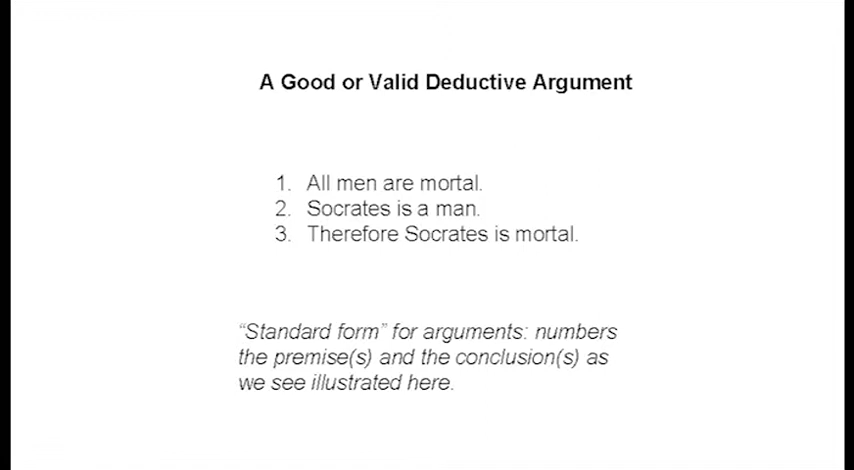 A Good or Valid Deductive Argument
1. All men are mortal.
2. Socrates is a man.
3. Therefore Socrates is mortal.
“Standard form” for arguments: numbers
the premise(s) and the conclusion(s) as
we see illustrated here.